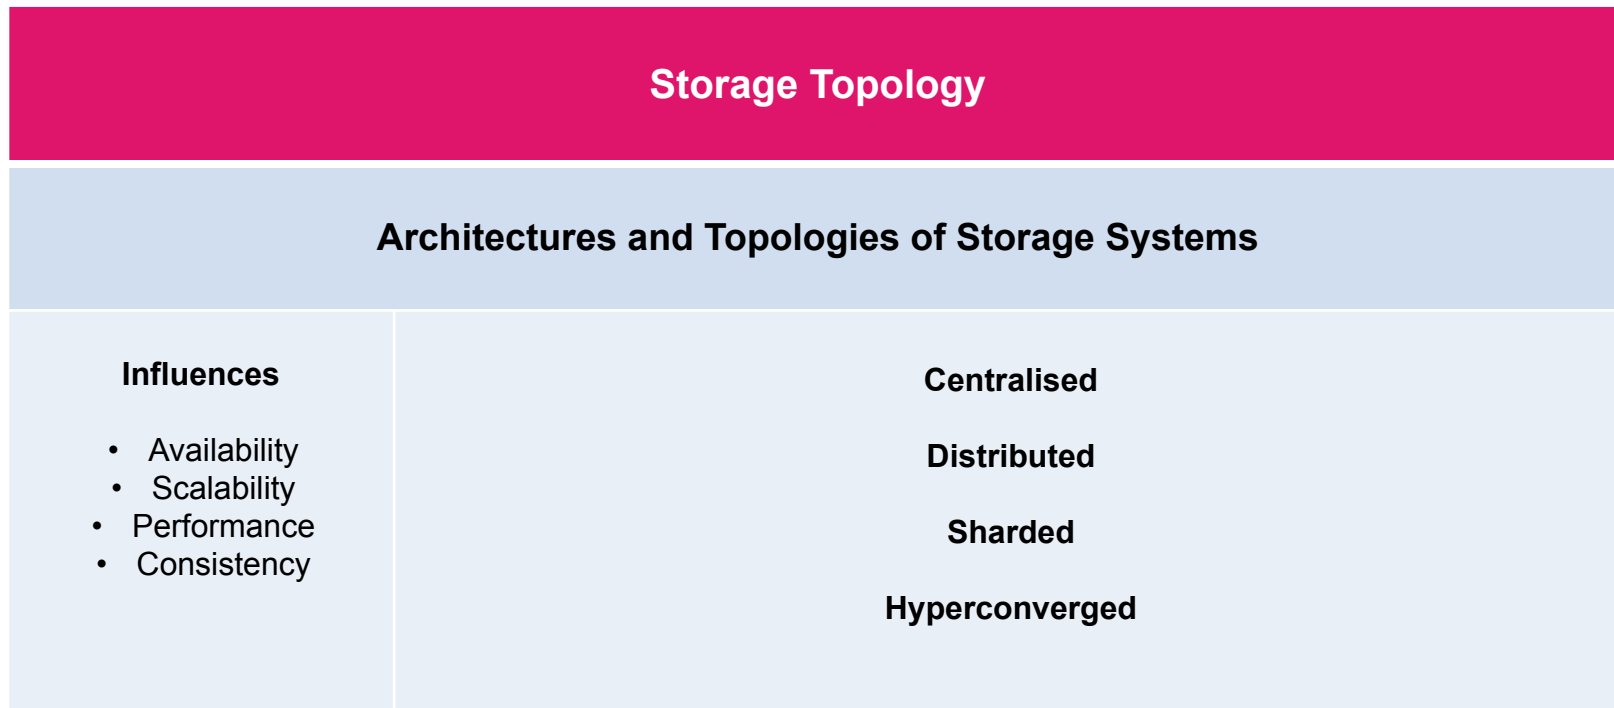 Storage Topology
Architectures and Topologies of Storage Systems
Influences
• Availability
• Scalability
• Performance
• Consistency
Centralised
Distributed
Sharded
Hyperconverged